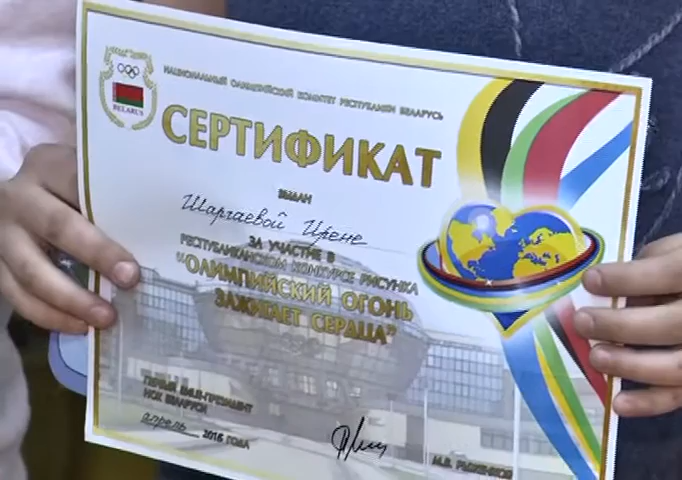 BELARUS
НАЦИОНАЛЬНЫЙ ОЛИМПИЙСКИЙ КОМИТЕТ РЕСПУБЛИКИ БЕЛАРУСЬ
СЕРТИФИКАТ
ВЫДАН
Шаргаевой Ирене
ЗА УЧАСТИЕ В
РЕСПУБЛИКАНСКОМ КОНКУРСЕ РИСУНКА
"ОЛИМПИЙСКИЙ ОГОНЬ
ЗАЖИГАЕТ СЕРДЦА"
ПЕРВЫЙ ВИЦЕ-ПРЕЗИДЕНТ
НОК БЕЛАРУСИ
апрель 2016 ГОДА